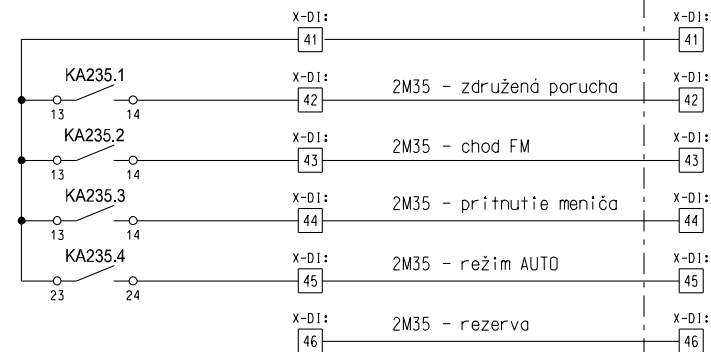 X-DI: X-DI:
41 41
KA235.1 X-DI: 2M35 - združená porucha X-DI:
13 14 42 42
KA235.2 X-DI: 2M35 - chod FM X-DI:
13 14 43 43
KA235.3 X-DI: 2M35 - pritnutie meniča X-DI:
13 14 44 44
KA235.4 X-DI: 2M35 - režim AUTO X-DI:
23 24 45 45
X-DI: 2M35 - rezerva X-DI:
46 46